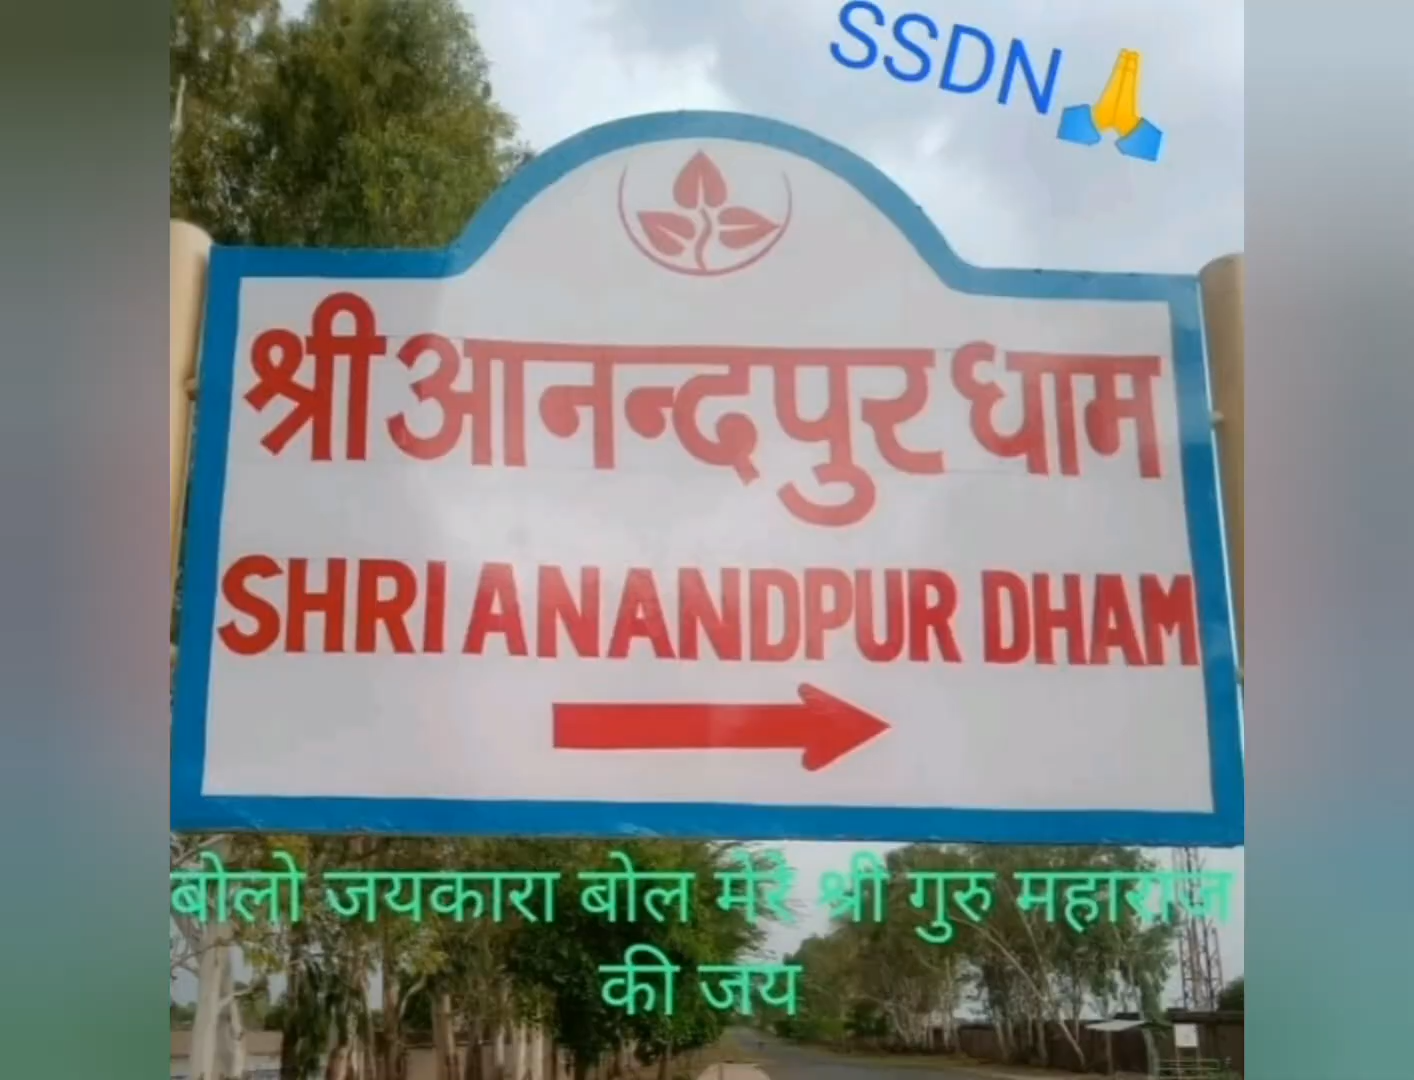 SSDN🙏
श्री आनन्दपुर धाम
SHRI ANANDPUR DHAM
बोलो जयकारा बोल मेरे श्री गुरु महाराज
की जय